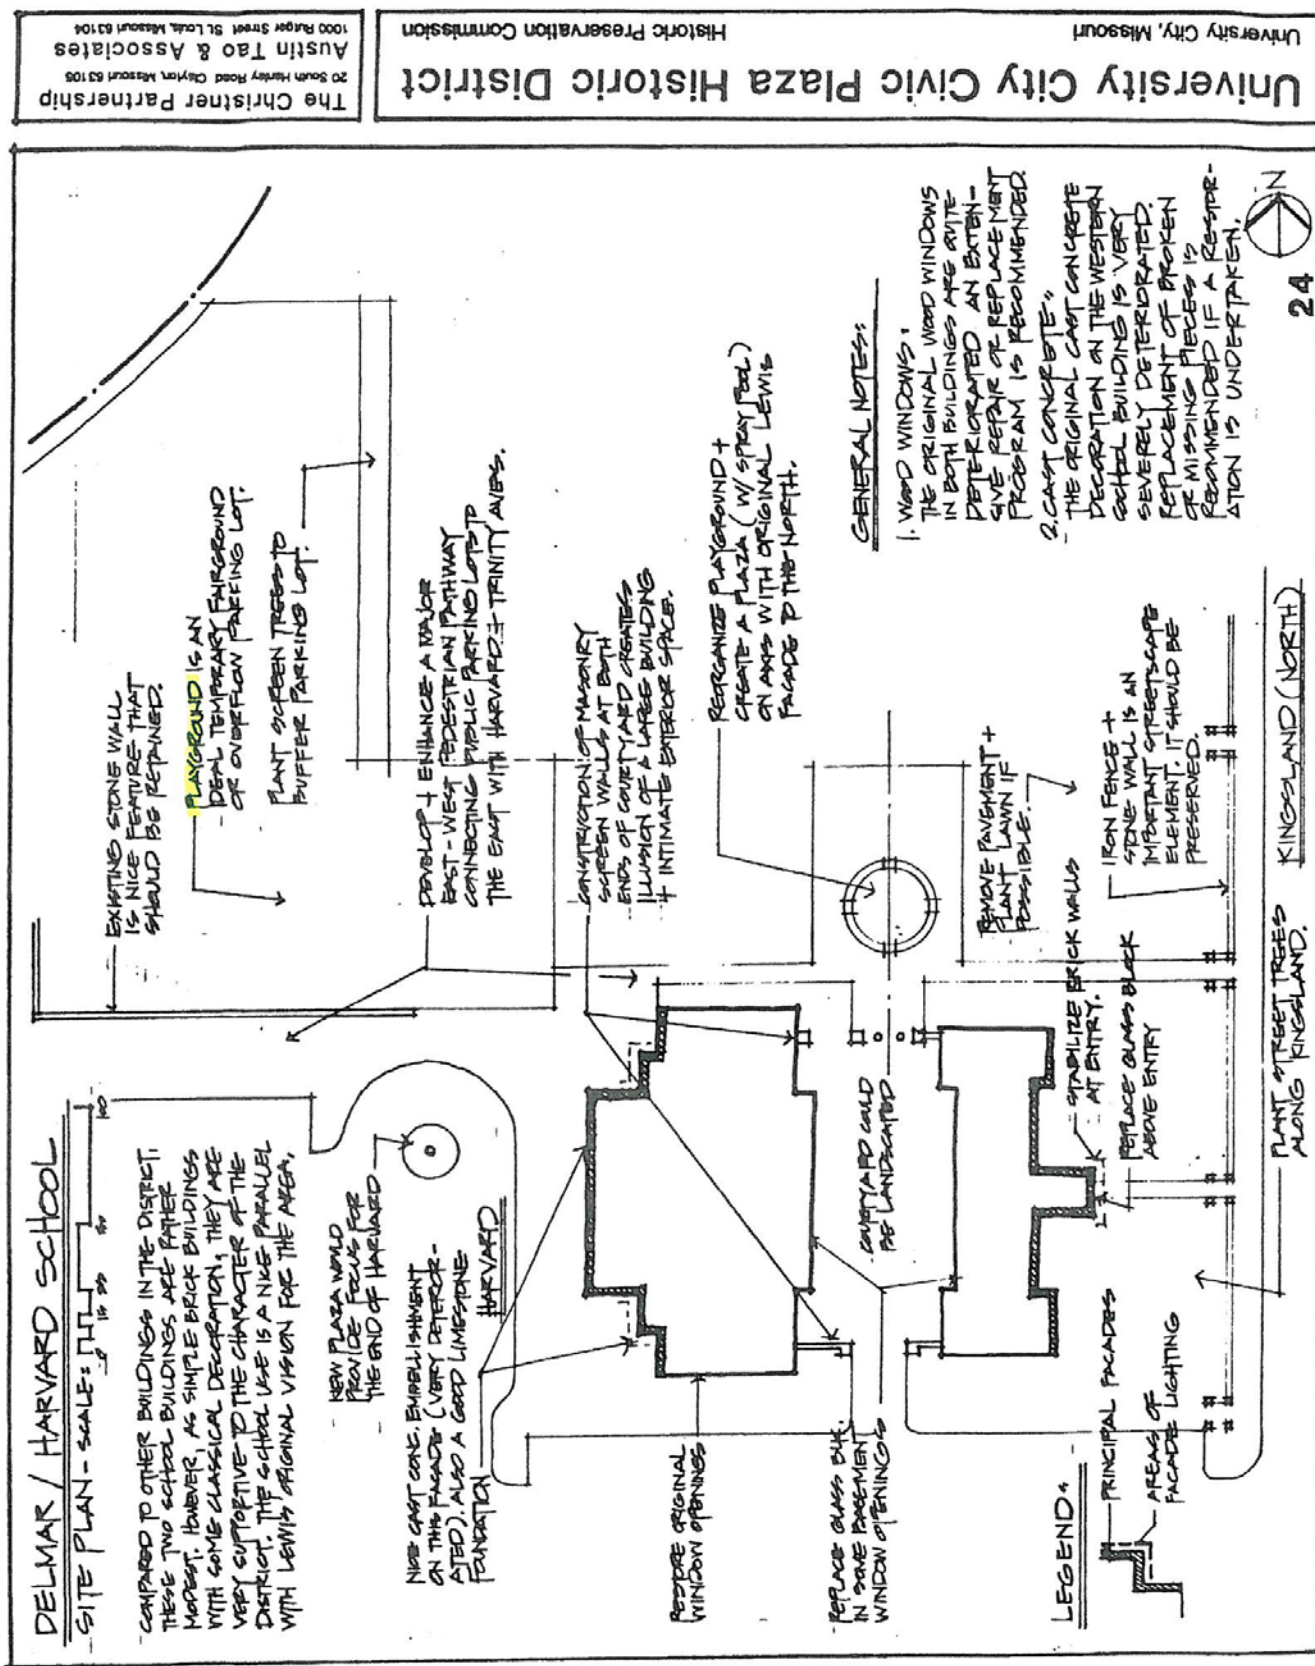 DELMAR / HARVARD SCHOOL
SITE PLAN - SCALE:
0 15 25 50 100
COMPARED TO OTHER BUILDINGS IN THE DISTRICT,
THESE TWO SCHOOL BUILDINGS ARE RATHER
MODEST. HOWEVER, AS SIMPLE BRICK BUILDINGS
WITH SOME CLASSICAL DECORATION, THEY ARE
VERY SUPPORTIVE TO THE CHARACTER OF THE
DISTRICT. THE SCHOOL USE IS A NICE PARALLEL
WITH LEWIS' ORIGINAL VISION FOR THE AREA.
NEW PLAZA WOULD
PROVIDE FOCUS FOR
THE END OF HARVARD
NICE CAST CONC. EMBELLISHMENT
ON THIS FACADE (VERY DETERIOR-
ATED). ALSO A GOOD LIMESTONE
FOUNDATION
HARVARD
RESTORE ORIGINAL
WINDOW OPENINGS
REPLACE GLASS BLK.
IN SOME BASEMENT
WINDOW OPENINGS
LEGEND:
PRINCIPAL FACADES
AREAS OF
FACADE LIGHTING
EXISTING STONE WALL
IS NICE FEATURE THAT
SHOULD BE RETAINED.
PLAYGROUND IS AN
IDEAL TEMPORARY FAIRGROUND
OR OVERFLOW PARKING LOT.
PLANT SCREEN TREES TO
BUFFER PARKING LOT.
DEVELOP + ENHANCE A MAJOR
EAST-WEST PEDESTRIAN PATHWAY
CONNECTING PUBLIC PARKING LOTS TO
THE EAST WITH HARVARD + TRINITY AVES.
CONSTRUCTION OF MASONRY
SCREEN WALLS AT BOTH
ENDS OF COURTYARD CREATES
ILLUSION OF A LARGE BUILDING
+ INTIMATE EXTERIOR SPACE.
REORGANIZE PLAYGROUND +
CREATE A PLAZA (W/ SPRAY POOL)
ON AXIS WITH ORIGINAL LEWIS
FACADE TO THE NORTH.
COURTYARD COULD
BE LANDSCAPED
REMOVE PAVEMENT +
PLANT LAWN IF
POSSIBLE.
STABILIZE BRICK WALLS
AT ENTRY.
REPLACE GLASS BLOCK
ABOVE ENTRY
IRON FENCE +
STONE WALL IS AN
IMPORTANT STREETSCAPE
ELEMENT. IT SHOULD BE
PRESERVED.
PLANT STREET TREES
ALONG KINGSLAND.
KINGSLAND (NORTH)
GENERAL NOTES:
1. WOOD WINDOWS:
THE ORIGINAL WOOD WINDOWS
IN BOTH BUILDINGS ARE QUITE
DETERIORATED AN EXTEN-
SIVE REPAIR OR REPLACEMENT
PROGRAM IS RECOMMENDED.
2. CAST CONCRETE:
THE ORIGINAL CAST CONCRETE
DECORATION ON THE WESTERN
SCHOOL BUILDING IS VERY
SEVERELY DETERIORATED.
REPLACEMENT OF BROKEN
OR MISSING PIECES IS
RECOMMENDED IF A RESTOR-
ATION IS UNDERTAKEN.
N
24
University City Civic Plaza Historic District
University City, Missouri
Historic Preservation Commission
The Christner Partnership
20 South Hanley Road Clayton, Missouri 63105
Austin Tao & Associates
1000 Rutger Street St. Louis, Missouri 63104